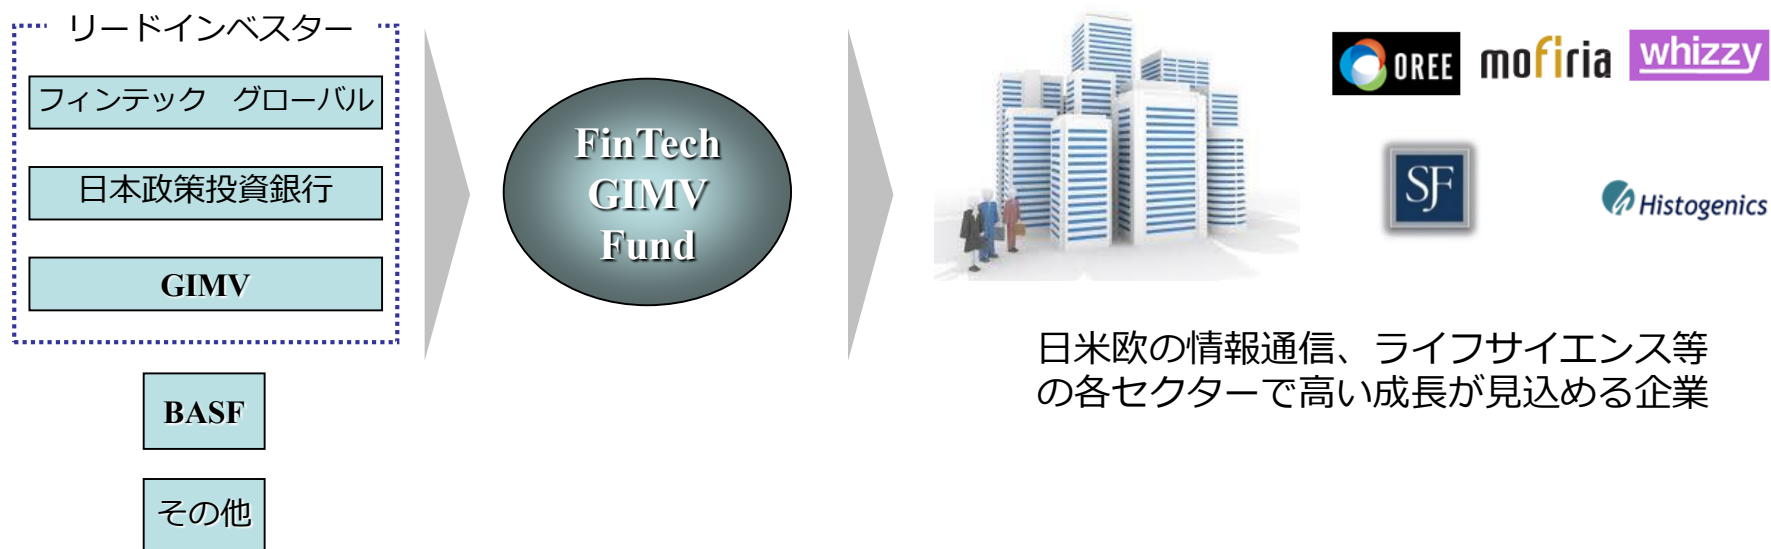 リードインベスター
フィンテック　グローバル
日本政策投資銀行
GIMV
BASF
その他
FinTech
GIMV
Fund
OREE
mofiria
whizzy
SF
Histogenics
日米欧の情報通信、ライフサイエンス等
の各セクターで高い成長が見込める企業